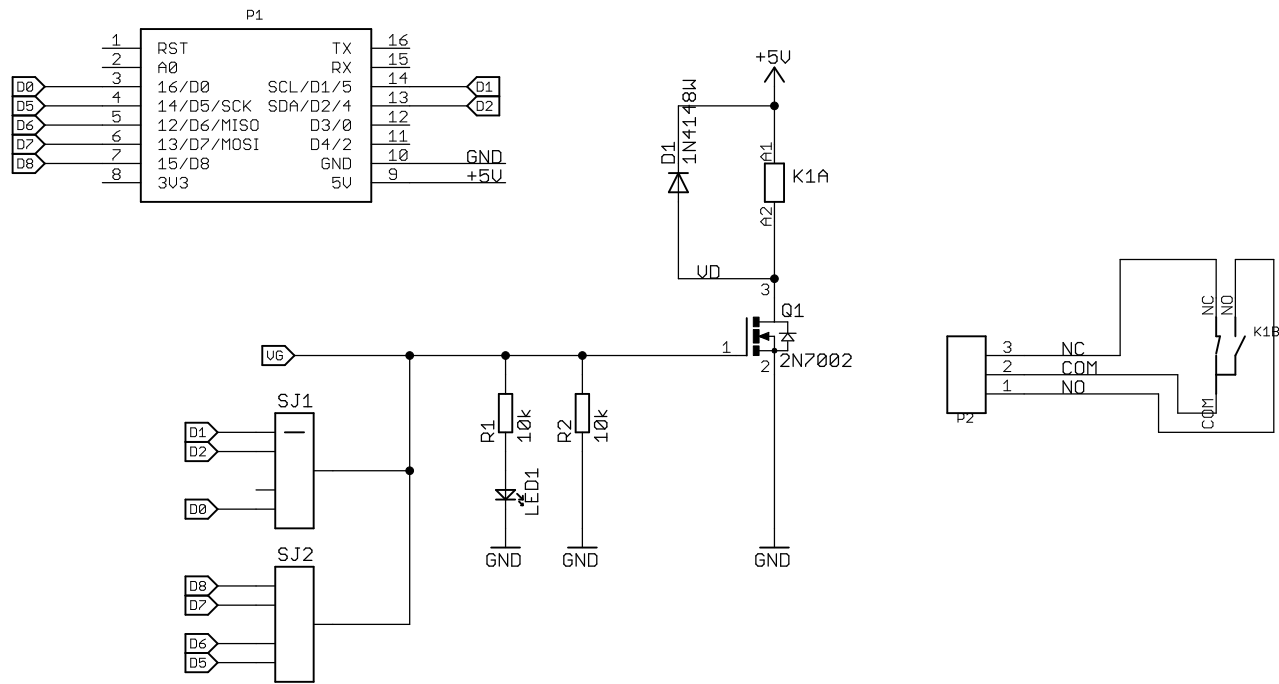 P1
1 RST TX 16
2 A0 RX 15
D0 3 16/D0 SCL/D1/5 14 D1
D5 4 14/D5/SCK SDA/D2/4 13 D2
D6 5 12/D6/MISO D3/0 12
D7 6 13/D7/MOSI D4/2 11
D8 7 15/D8 GND 10 GND
8 3V3 5V 9 +5V
+5V
D1
1N4148W
A1
K1A
A2
VD
3
Q1
1
2
2N7002
VG
SJ1
D1
D2
D0
R1
10k
R2
10k
LED1
GND
GND
GND
SJ2
D8
D7
D6
D5
NC
NO
K1B
3 NC
2 COM
1 NO
P2
COM